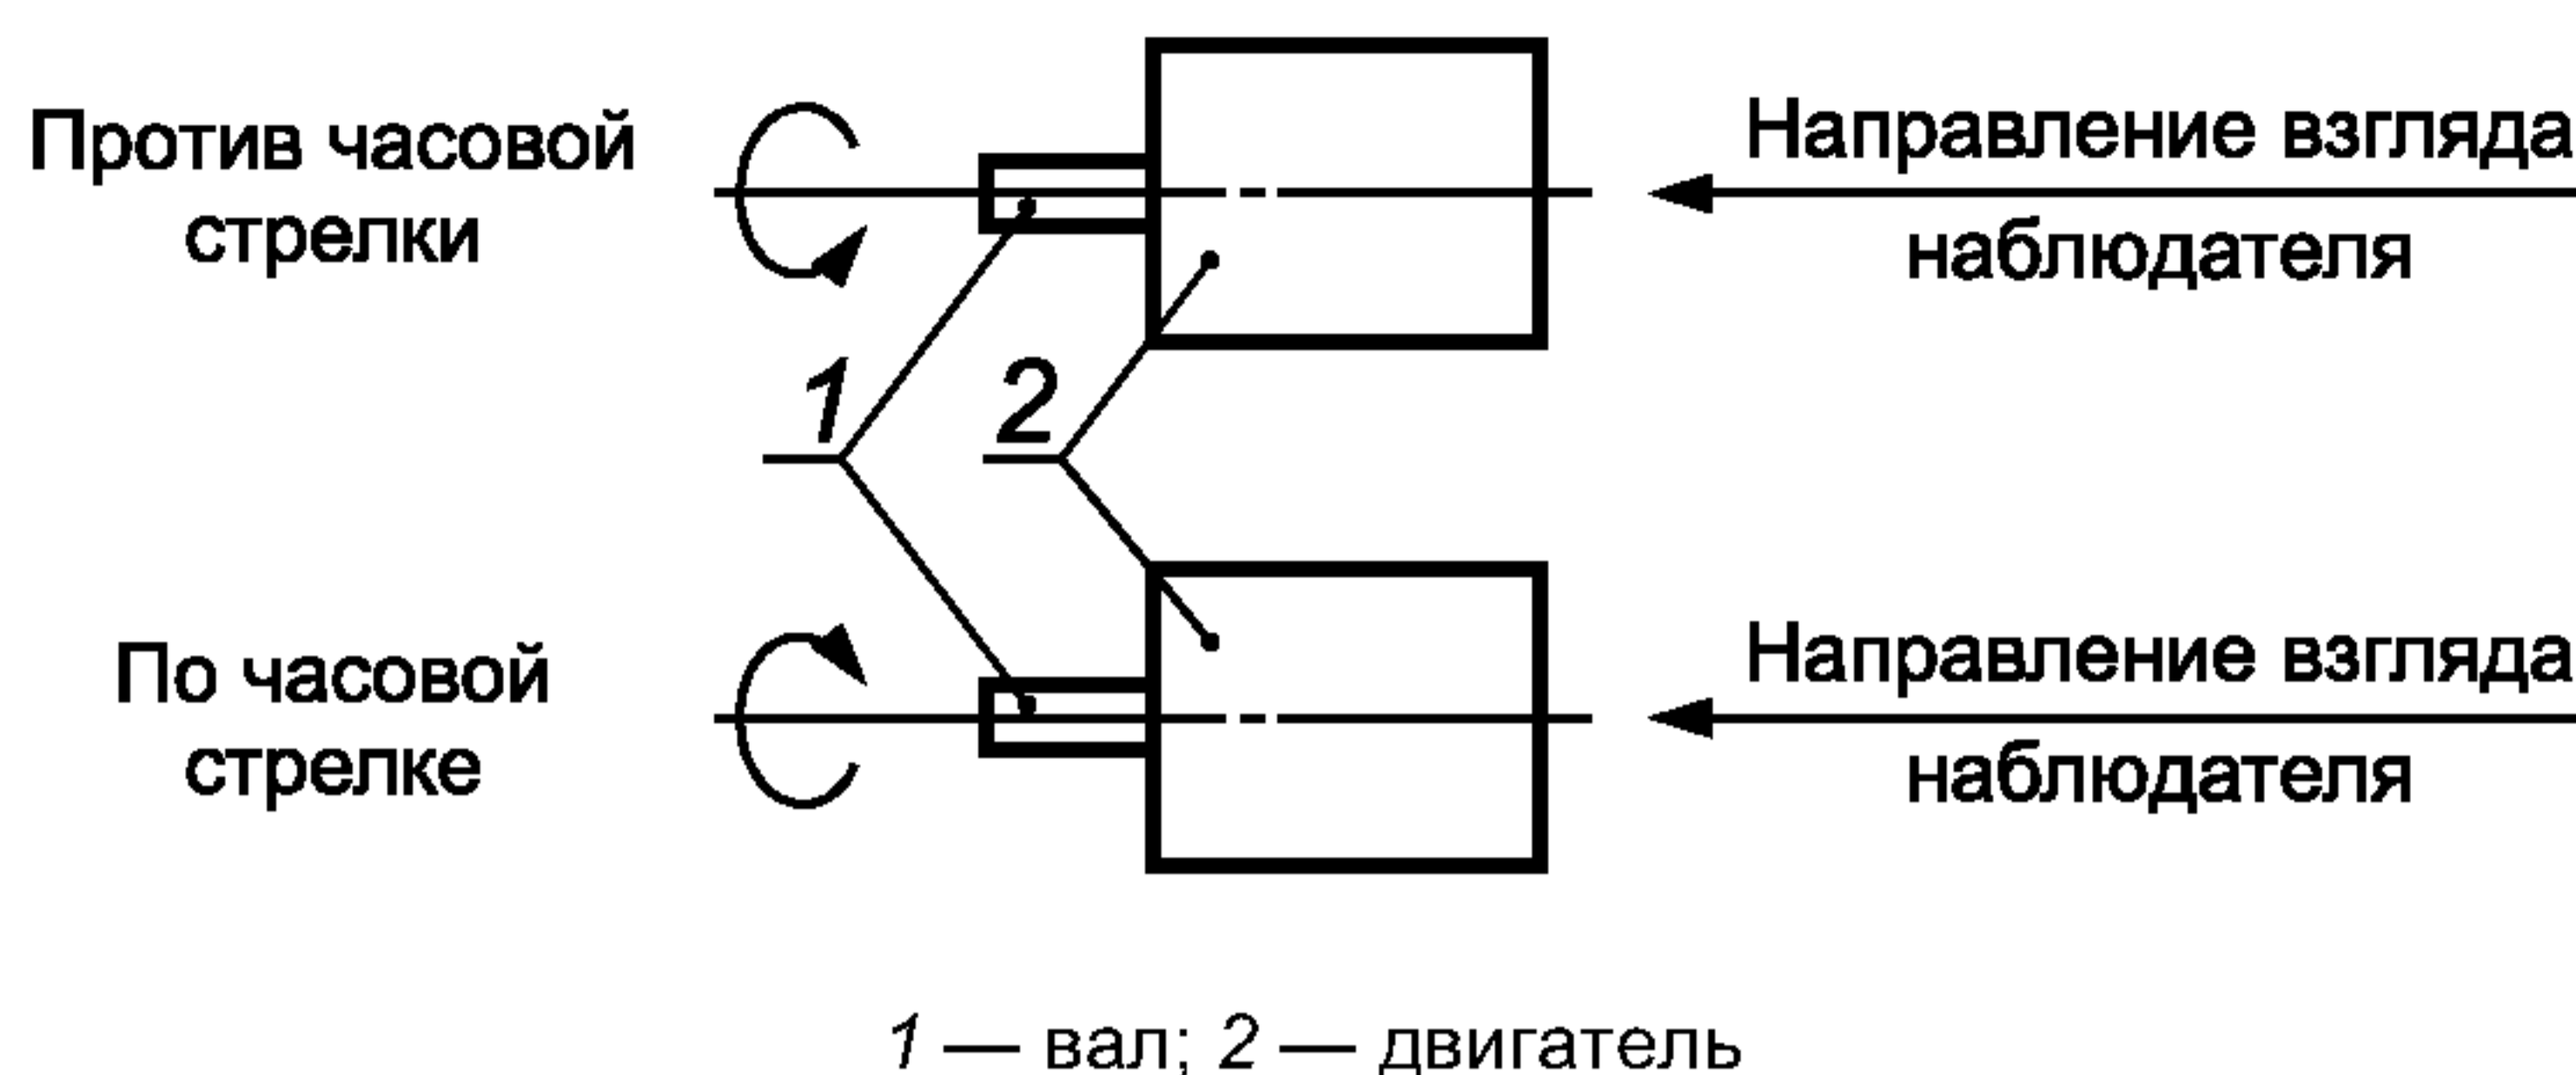 Против часовой
стрелки
Направление взгляда
наблюдателя
1
2
По часовой
стрелке
Направление взгляда
наблюдателя
1 — вал; 2 — двигатель